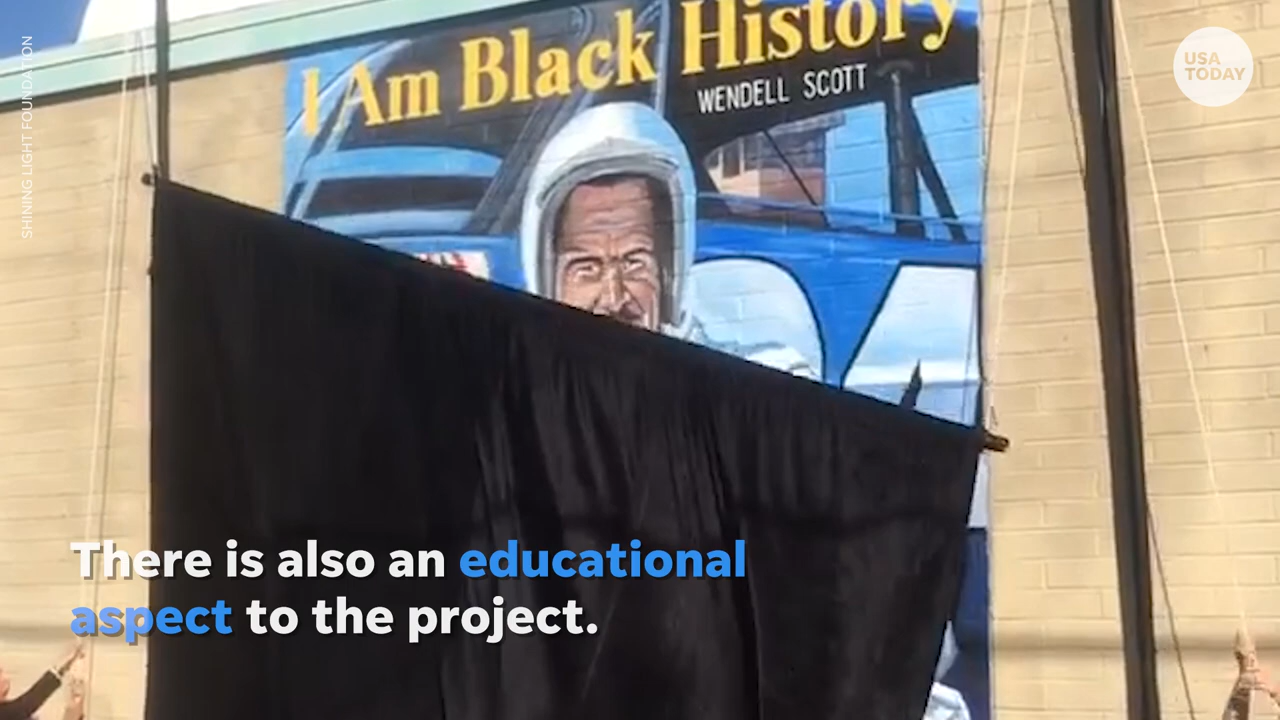 I Am Black History
WENDELL SCOTT
USA
TODAY
SHINING LIGHT FOUNDATION
There is also an educational
aspect to the project.